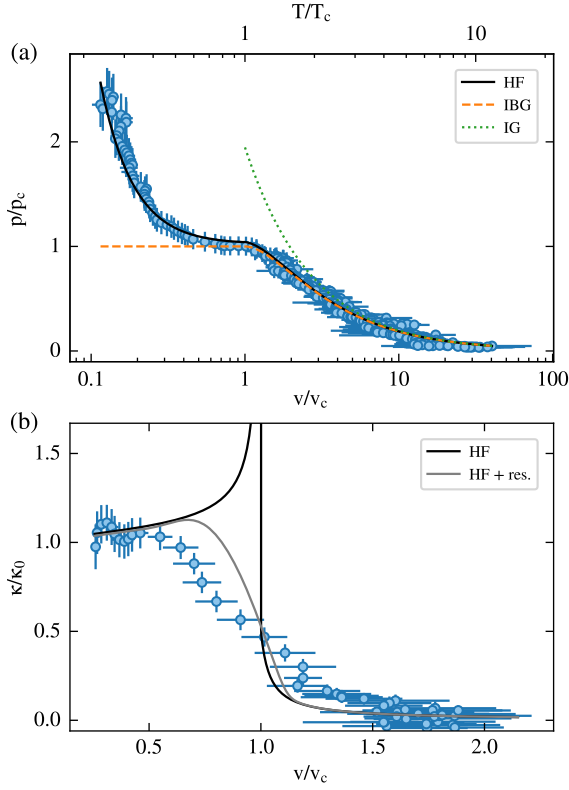 T/T_c
1 10
(a)
HF
IBG
IG
p/p_c
2
1
0
0.1 1 10 100
v/v_c
(b)
HF
HF + res.
κ/κ_0
1.5
1.0
0.5
0.0
0.5 1.0 1.5 2.0
v/v_c